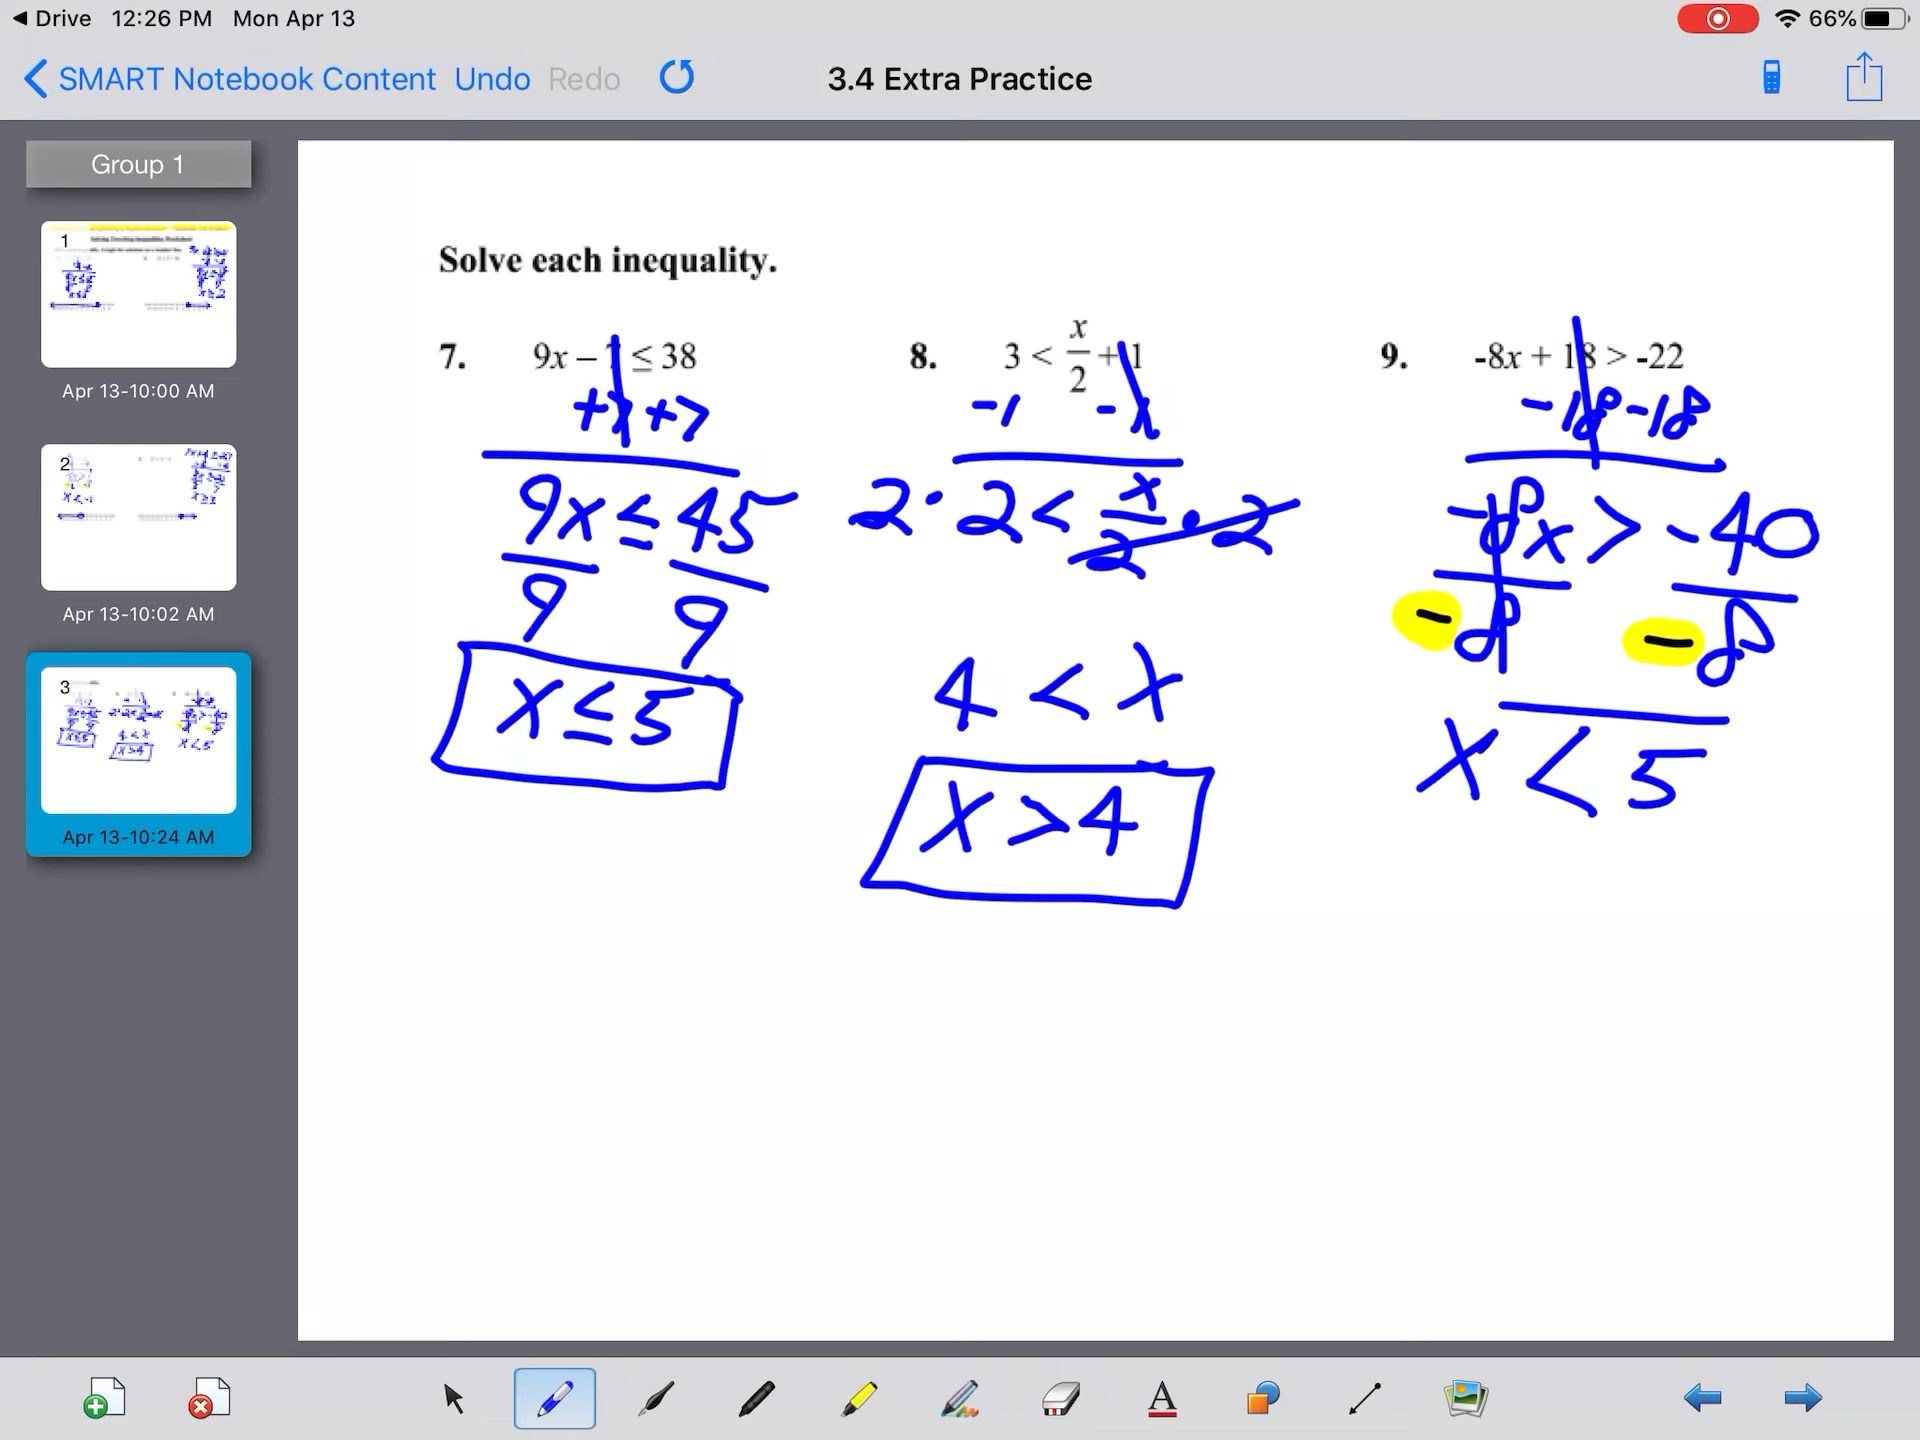 Drive 12:26 PM Mon Apr 13 66%
SMART Notebook Content Undo Redo 3.4 Extra Practice
Group 1
1
Apr 13-10:00 AM
2
Apr 13-10:02 AM
3
Apr 13-10:24 AM
Solve each inequality.
7. 9x – 7 ≤ 38
+7 +7
9x ≤ 45
9 9
x ≤ 5
8. 3 < x/2 + 1
-1 -1
2 · 2 < x/2 · 2
4 < x
x > 4
9. -8x + 18 > -22
-18 -18
-8x > -40
-8 -8
x < 5
A